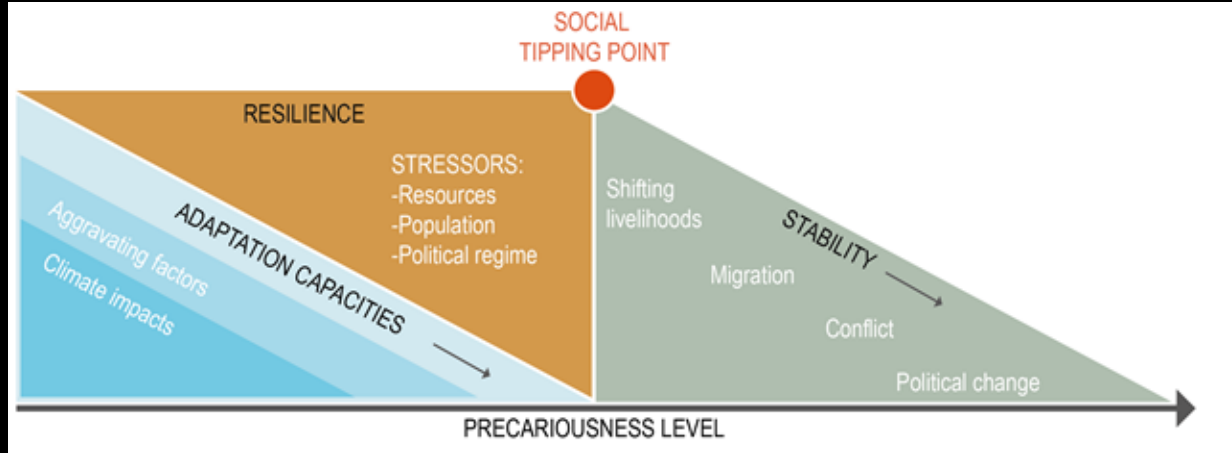 SOCIAL
TIPPING POINT
RESILIENCE
STRESSORS:
-Resources
-Population
-Political regime
ADAPTATION CAPACITIES
Aggravating factors
Climate impacts
Shifting
livelihoods
STABILITY
Migration
Conflict
Political change
PRECARIOUSNESS LEVEL